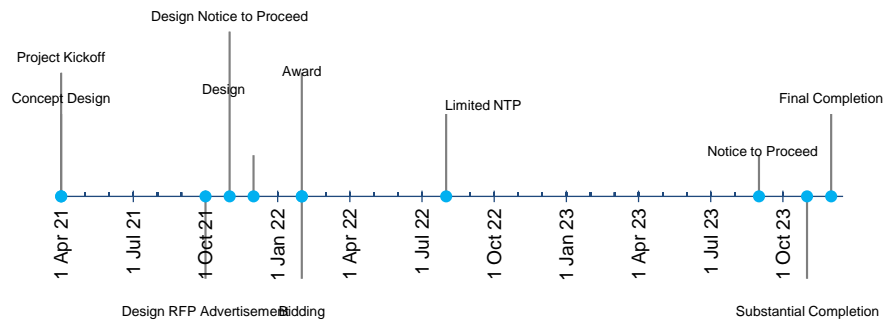 Design Notice to Proceed
Project Kickoff
Award
Concept Design
Design
Limited NTP
Final Completion
Notice to Proceed
1 Apr 21
1 Jul 21
1 Oct 21
1 Jan 22
1 Apr 22
1 Jul 22
1 Oct 22
1 Jan 23
1 Apr 23
1 Jul 23
1 Oct 23
Design RFP Advertisement
Bidding
Substantial Completion